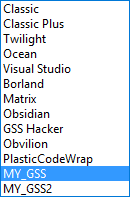 Classic
Classic Plus
Twilight
Ocean
Visual Studio
Borland
Matrix
Obsidian
GSS Hacker
Obvilion
PlasticCodeWrap
MY_GSS
MY_GSS2